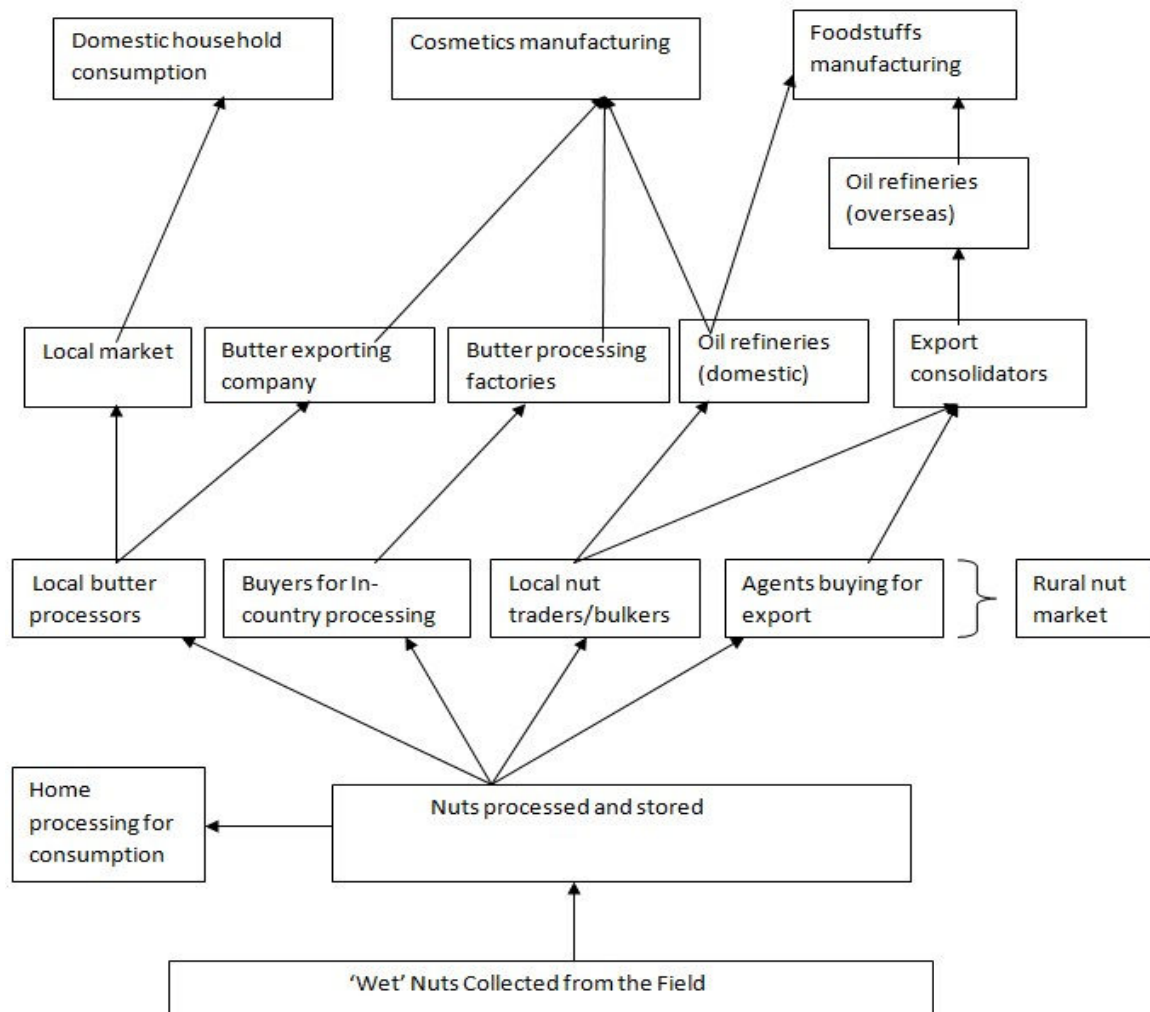 Domestic household
consumption
Cosmetics manufacturing
Foodstuffs
manufacturing
Oil refineries
(overseas)
Local market
Butter exporting
company
Butter processing
factories
Oil refineries
(domestic)
Export
consolidators
Local butter
processors
Buyers for In-
country processing
Local nut
traders/bulkers
Agents buying for
export
Rural nut
market
Home
processing for
consumption
Nuts processed and stored
‘Wet’ Nuts Collected from the Field